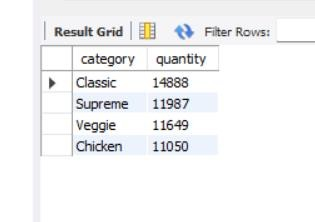 Result Grid Filter Rows:
category quantity
Classic 14888
Supreme 11987
Veggie 11649
Chicken 11050